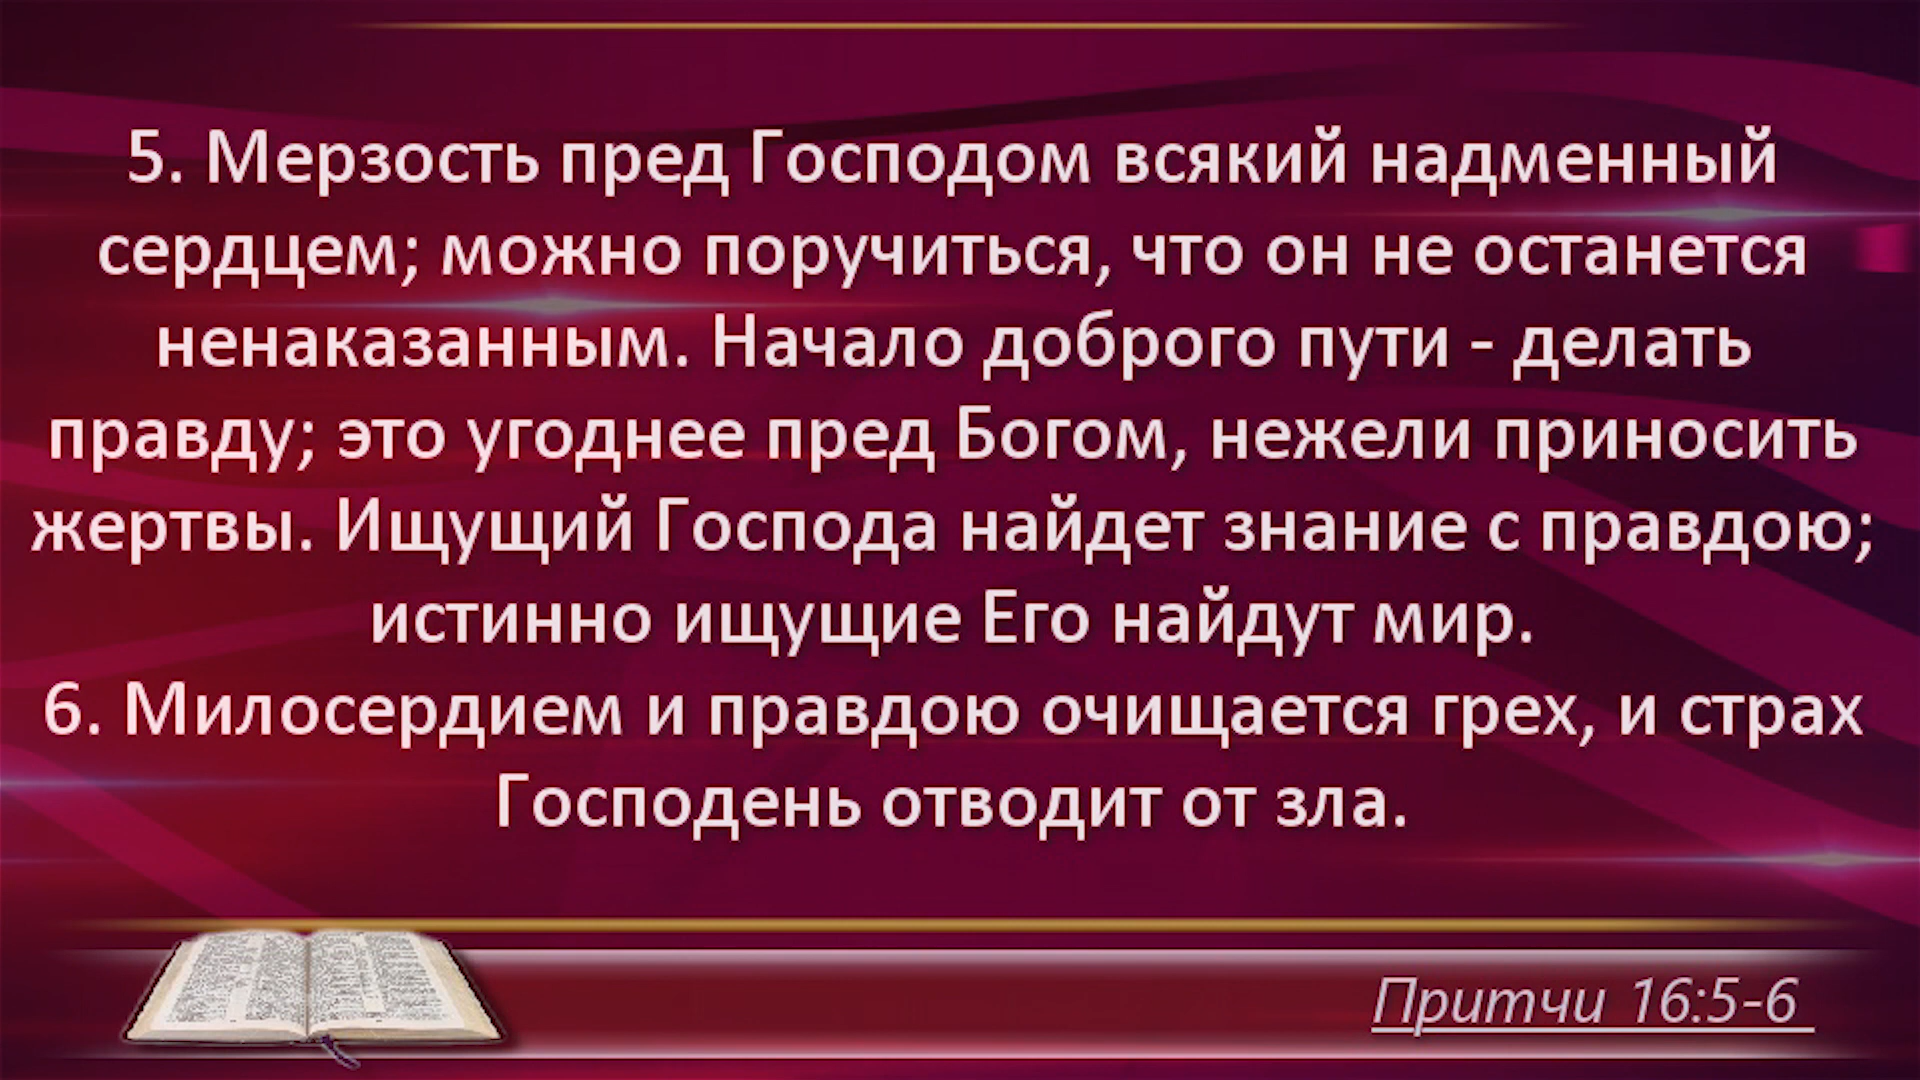 5. Мерзость пред Господом всякий надменный
сердцем; можно поручиться, что он не останется
ненаказанным. Начало доброго пути - делать
правду; это угоднее пред Богом, нежели приносить
жертвы. Ищущий Господа найдет знание с правдою;
истинно ищущие Его найдут мир.
6. Милосердием и правдою очищается грех, и страх
Господень отводит от зла.
Притчи 16:5-6